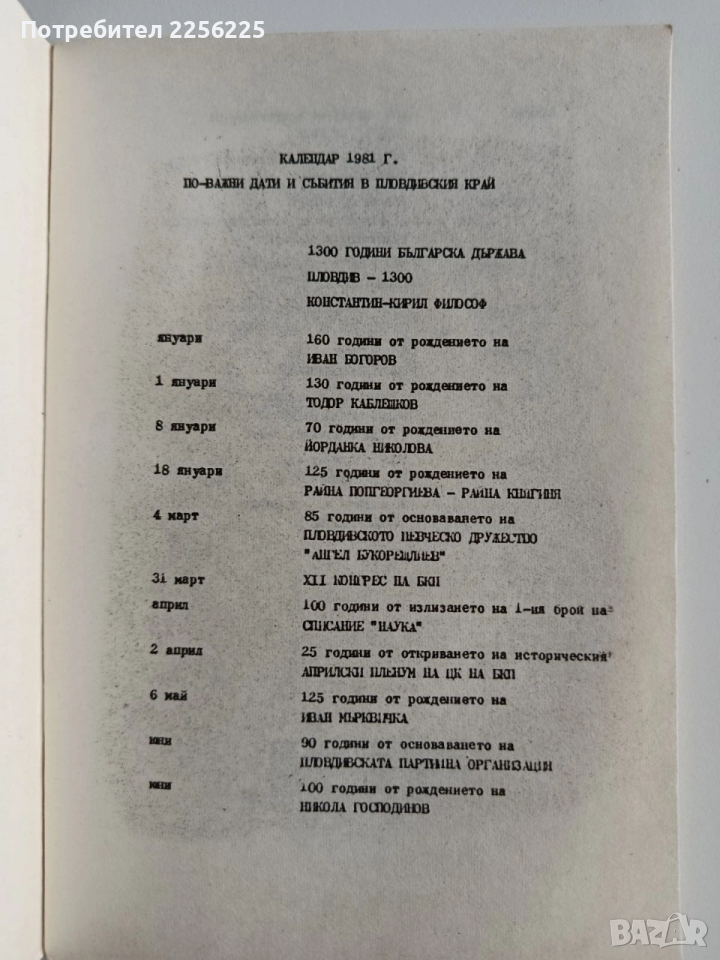 Потребител 2256225
КАЛЕНДАР 1981 Г.
ПО-ВАЖНИ ДАТИ И СЪБИТИЯ В ПЛОВДИВСКИЯ КРАЙ
1300 ГОДИНИ БЪЛГАРСКА ДЪРЖАВА
ПЛОВДИВ - 1300
КОНСТАНТИН-КИРИЛ ФИЛОСОФ
януари 160 години от рождението на
ИВАН БОГОРОВ
1 януари 130 години от рождението на
ТОДОР КАБЛЕШКОВ
8 януари 70 години от рождението на
ЙОРДАНКА НИКОЛОВА
18 януари 125 години от рождението на
РАЙНА ПОПГЕОРГИЕВА - РАЙНА КНЯГИНЯ
4 март 85 години от основаването на
ПЛОВДИВСКОТО ПЕВЧЕСКО ДРУЖЕСТВО
"АНГЕЛ БУКОРЕЩЛИЕВ"
31 март XII КОНГРЕС НА БКП
април 100 години от излизането на 1-ия брой на
СПИСАНИЕ "НАУКА"
2 април 25 години от откриването на историческия
АПРИЛСКИ ПЛЕНУМ НА ЦК НА БКП
6 май 125 години от рождението на
ИВАН МЪРКВИЧКА
юни 90 години от основаването на
ПЛОВДИВСКАТА ПАРТИЙНА ОРГАНИЗАЦИЯ
юни 100 години от рождението на
НИКОЛА ГОСПОДИНОВ
BAZAR